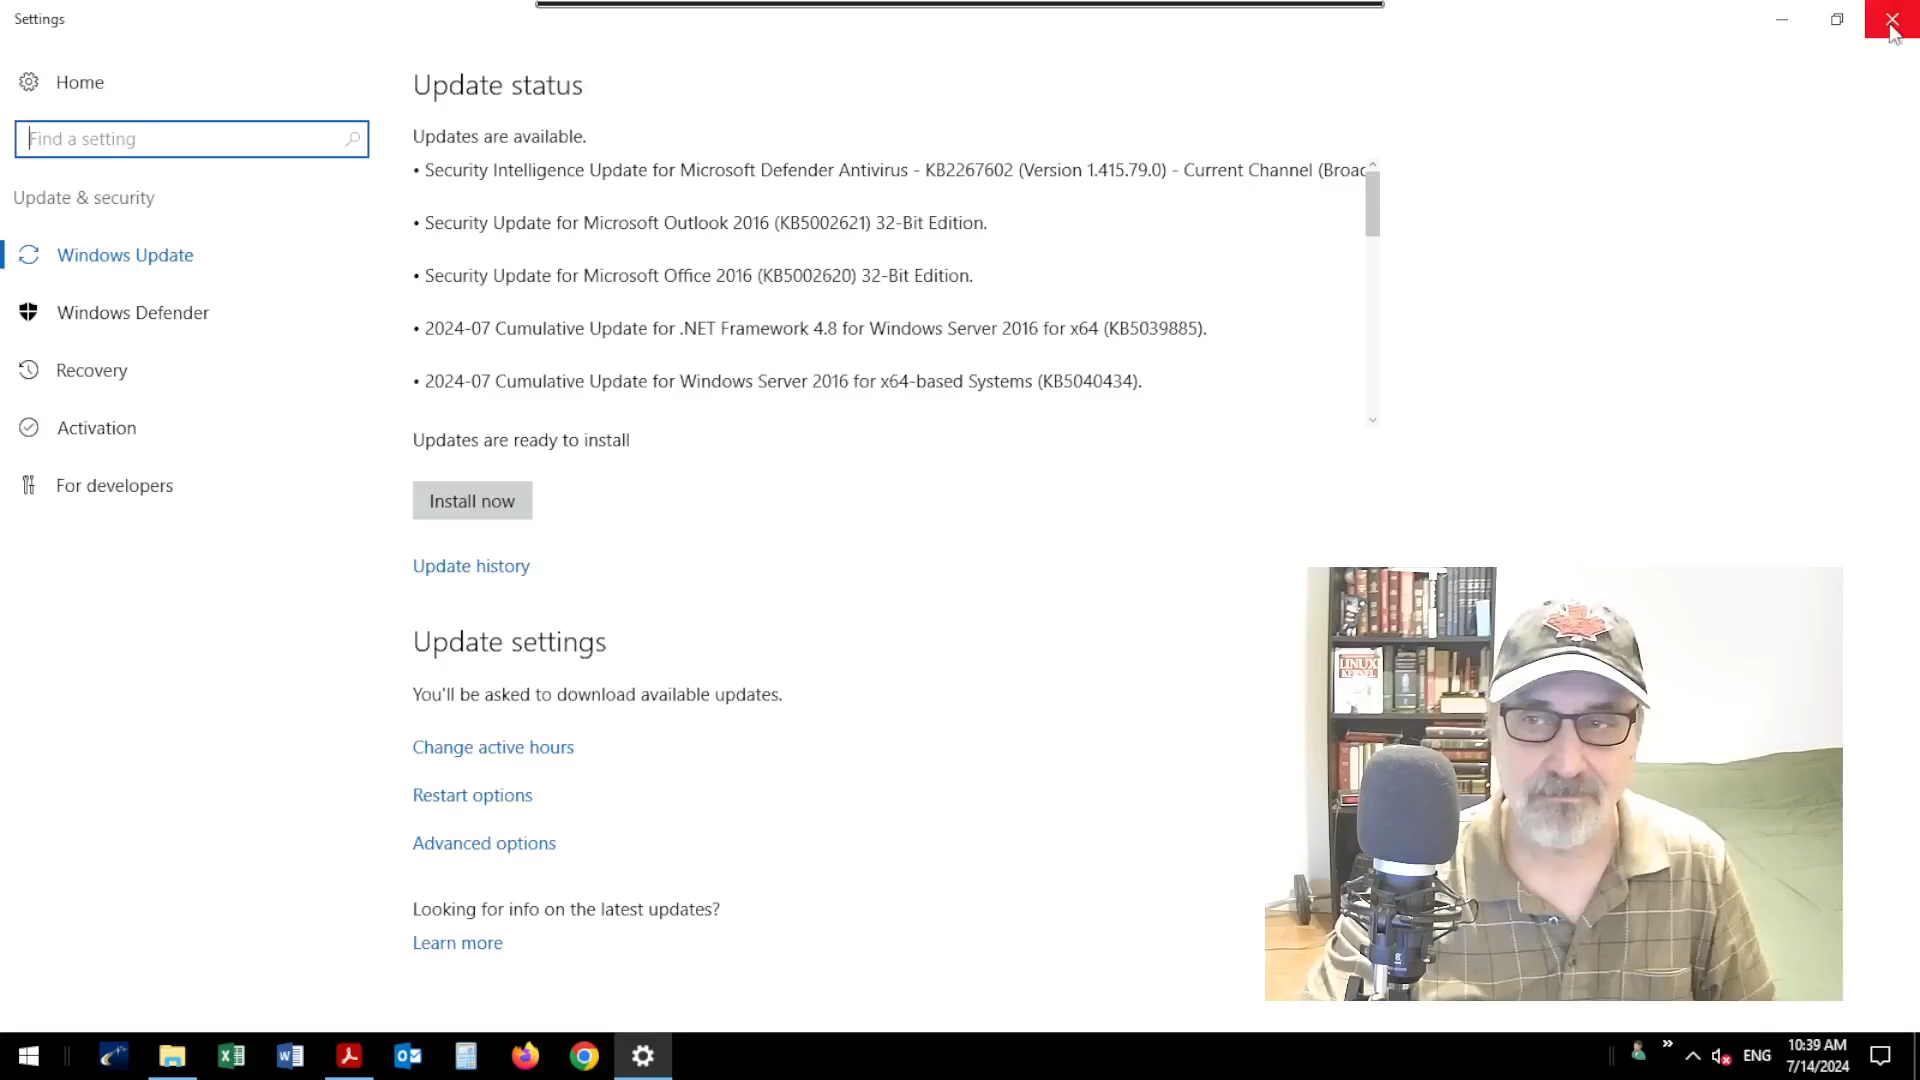 Settings
Home
Find a setting
Update & security
Windows Update
Windows Defender
Recovery
Activation
For developers
Update status
Updates are available.
• Security Intelligence Update for Microsoft Defender Antivirus - KB2267602 (Version 1.415.79.0) - Current Channel (Broad
• Security Update for Microsoft Outlook 2016 (KB5002621) 32-Bit Edition.
• Security Update for Microsoft Office 2016 (KB5002620) 32-Bit Edition.
• 2024-07 Cumulative Update for .NET Framework 4.8 for Windows Server 2016 for x64 (KB5039885).
• 2024-07 Cumulative Update for Windows Server 2016 for x64-based Systems (KB5040434).
Updates are ready to install
Install now
Update history
Update settings
You'll be asked to download available updates.
Change active hours
Restart options
Advanced options
Looking for info on the latest updates?
Learn more
LINUX
KERNEL
ENG
10:39 AM
7/14/2024